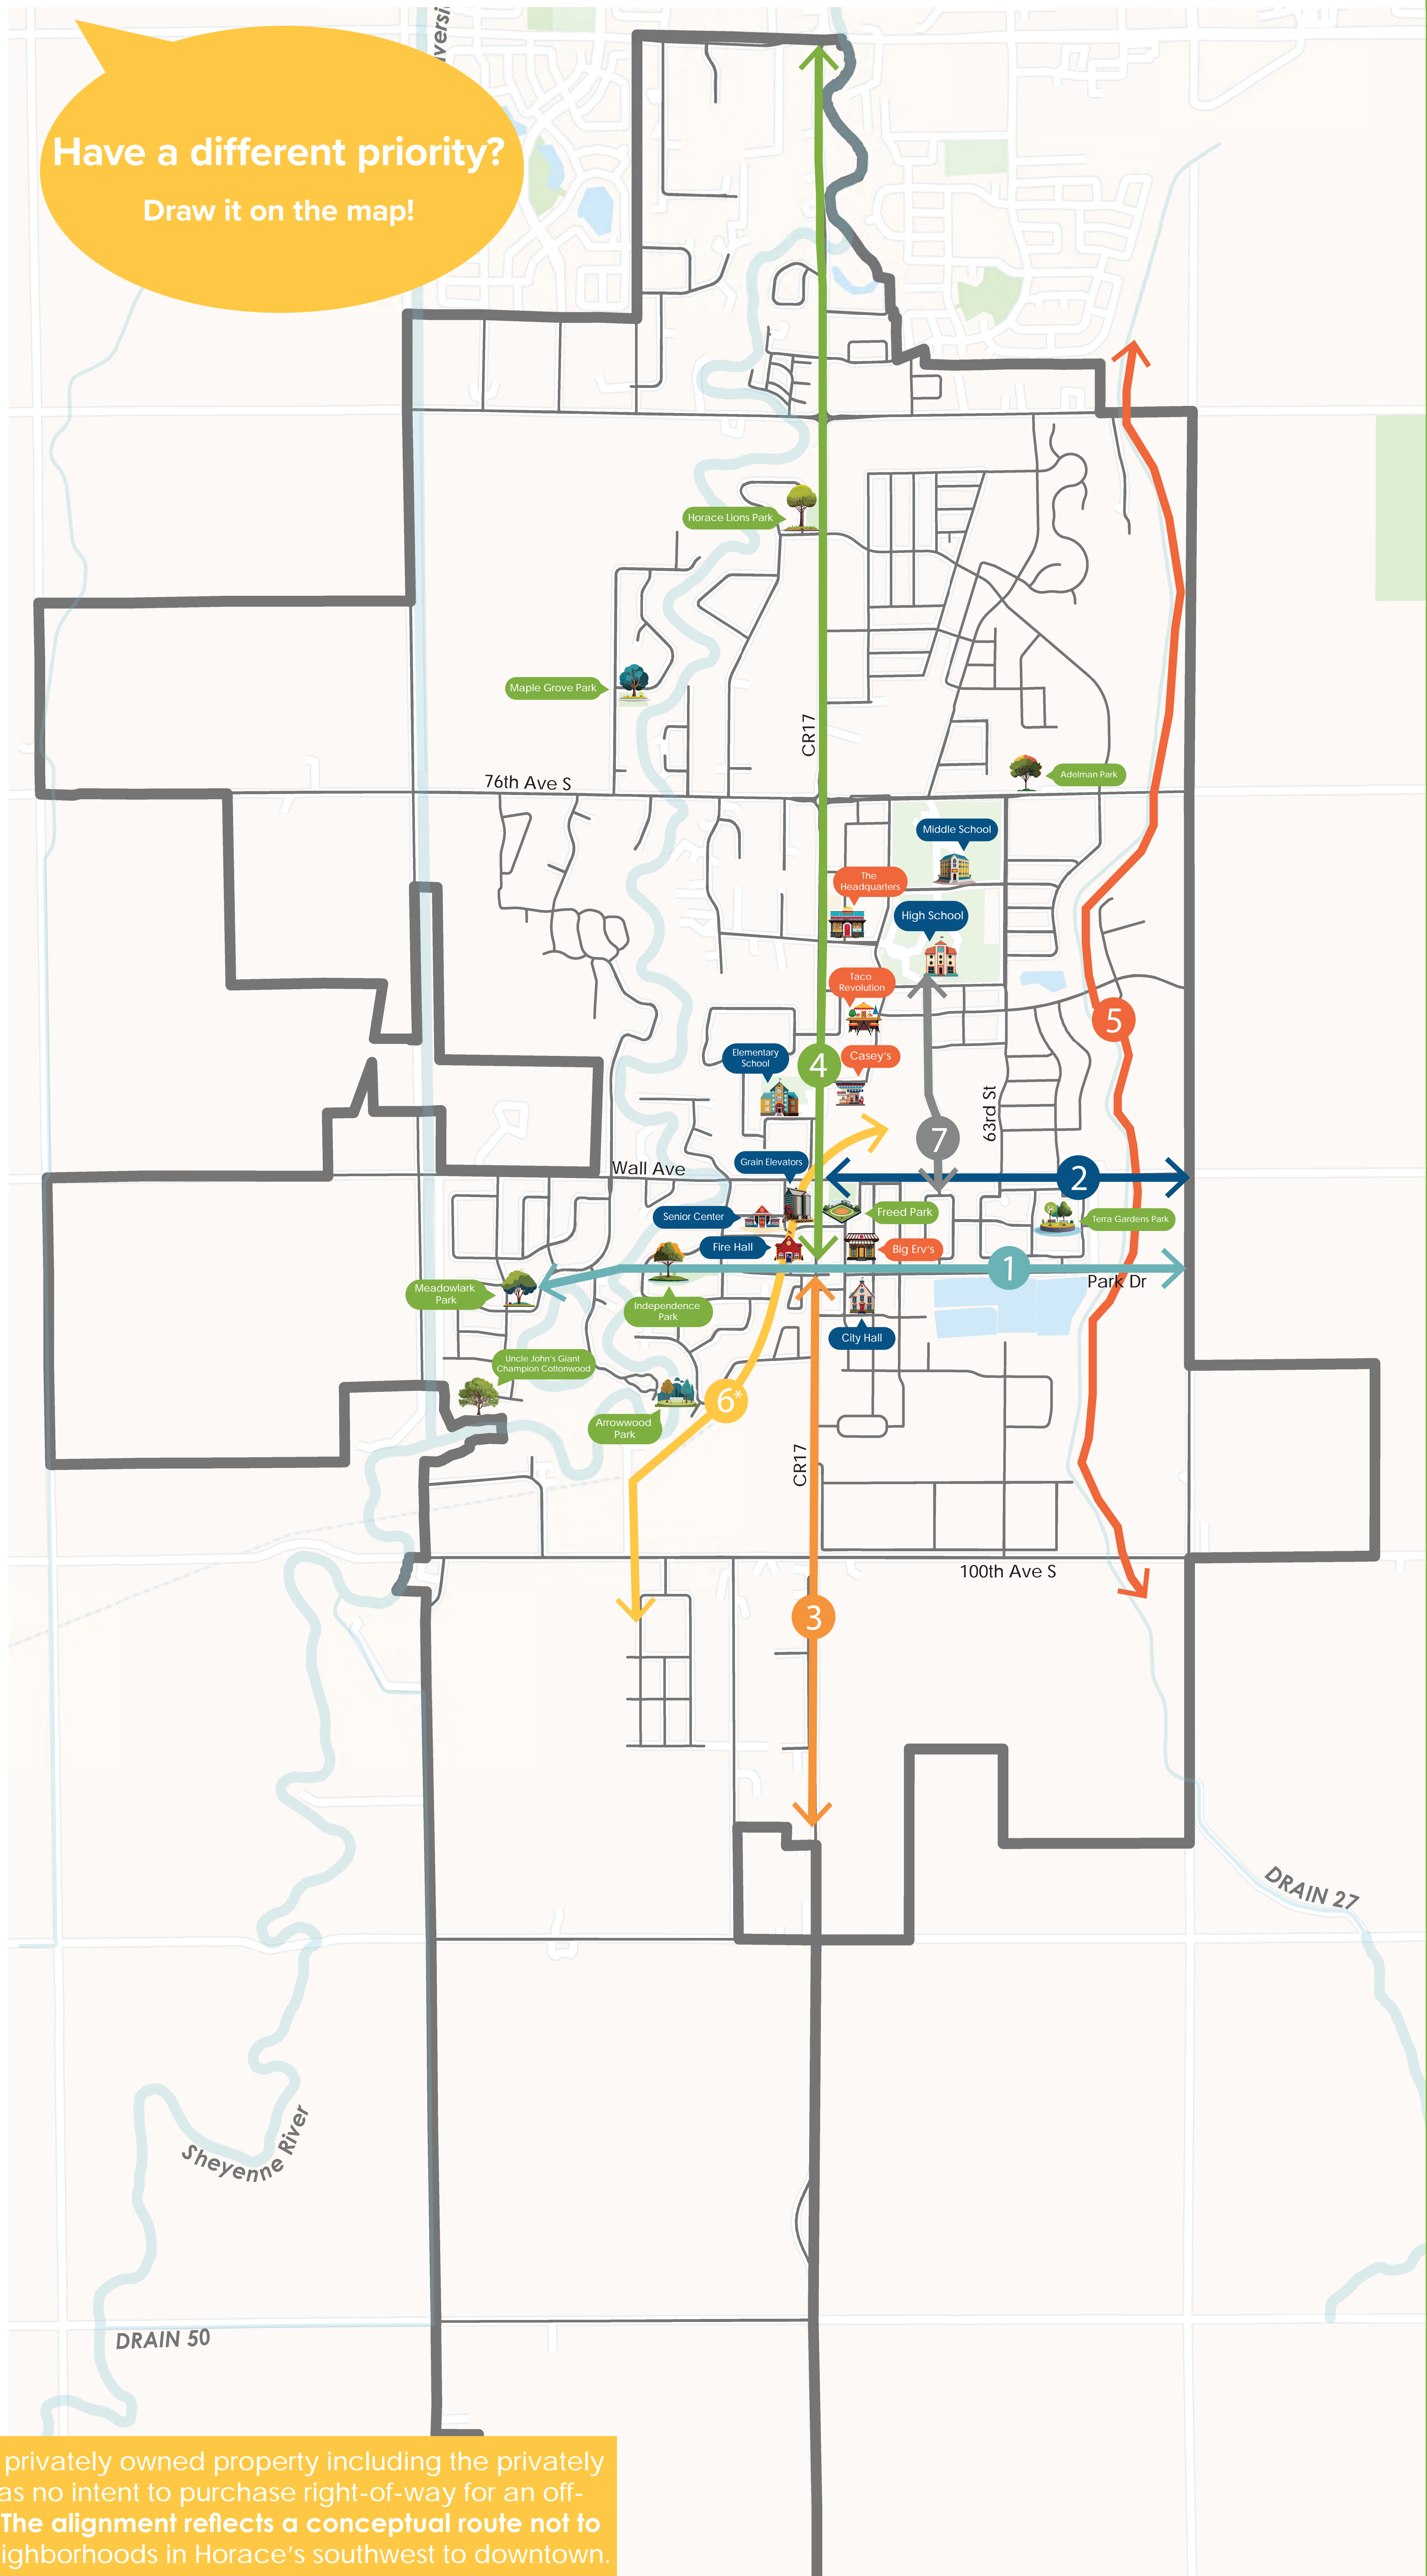 Have a different priority?
Draw it on the map!
Horace Lions Park
Maple Grove Park
CR17
76th Ave S
Adelman Park
Middle School
The
Headquarters
High School
Taco
Revolution
5
Elementary
School
4
Casey's
63rd St
7
Grain Elevators
Wall Ave
2
Senior Center
Freed Park
Terra Gardens Park
Fire Hall
Big Erv's
1
Park Dr
Meadowlark
Park
Independence
Park
City Hall
Uncle John's Giant
Champion Cottonwood
6*
Arrowwood
Park
CR17
100th Ave S
3
DRAIN 27
Sheyenne River
DRAIN 50
privately owned property including the privately
as no intent to purchase right-of-way for an off-
The alignment reflects a conceptual route not to
ighborhoods in Horace's southwest to downtown.